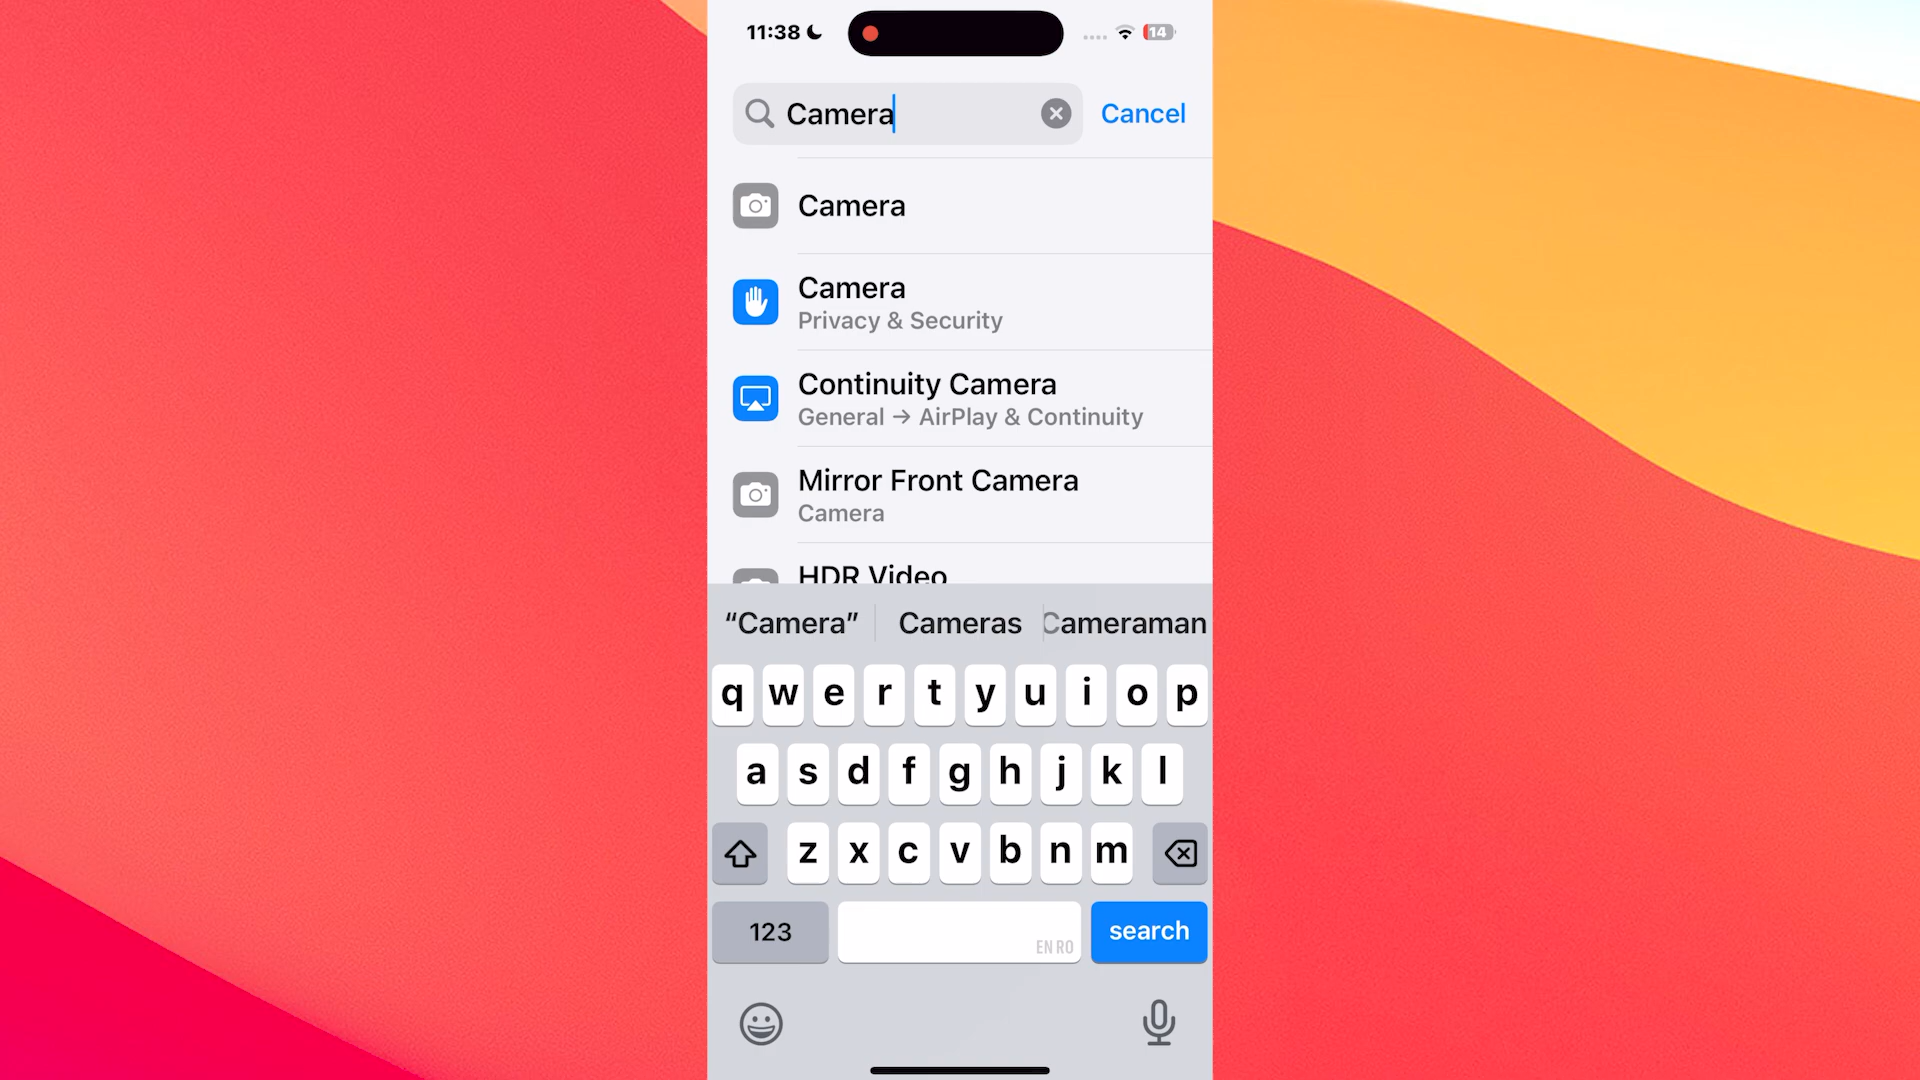 11:38
14
Camera
Cancel
Camera
Camera
Privacy & Security
Continuity Camera
General → AirPlay & Continuity
Mirror Front Camera
Camera
HDR Video
“Camera”
Cameras
Cameraman
q w e r t y u i o p
a s d f g h j k l
z x c v b n m
123
EN RO
search